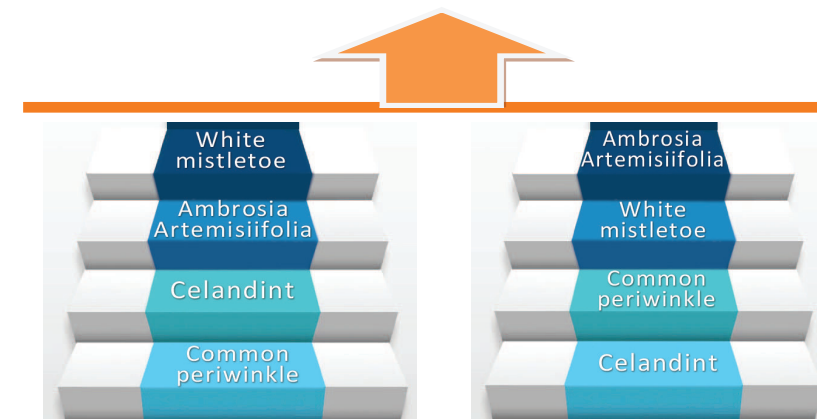 White
mistletoe
Ambrosia
Artemisiifolia
Celandint
Common
periwinkle
Ambrosia
Artemisiifolia
White
mistletoe
Common
periwinkle
Celandint